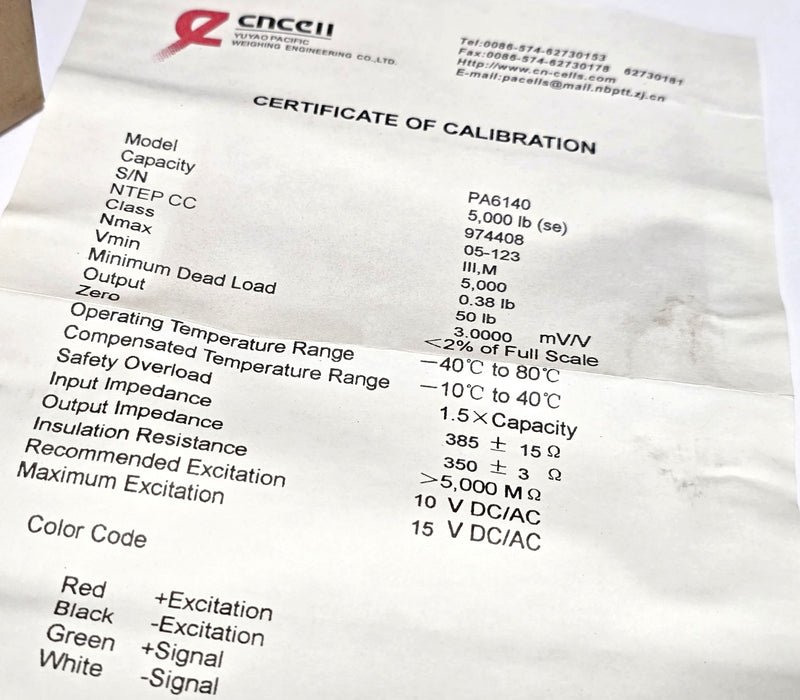 cncell
YUYAO PACIFIC
WEIGHING ENGINEERING CO.,LTD.
Tel:0086-574-62730153
Fax:0086-574-62730178 62730161
Http://www.cn-cells.com
E-mail:pacells@mail.nbptt.zj.cn
CERTIFICATE OF CALIBRATION
Model PA6140
Capacity 5,000 lb (se)
S/N 974408
NTEP CC 05-123
Class III,M
Nmax 5,000
Vmin 0.38 lb
Minimum Dead Load 50 lb
Output 3.0000 mV/V
Zero <2% of Full Scale
Operating Temperature Range -40℃ to 80℃
Compensated Temperature Range -10℃ to 40℃
Safety Overload 1.5×Capacity
Input Impedance 385 ± 15 Ω
Output Impedance 350 ± 3 Ω
Insulation Resistance >5,000 MΩ
Recommended Excitation 10 V DC/AC
Maximum Excitation 15 V DC/AC
Color Code
Red +Excitation
Black -Excitation
Green +Signal
White -Signal